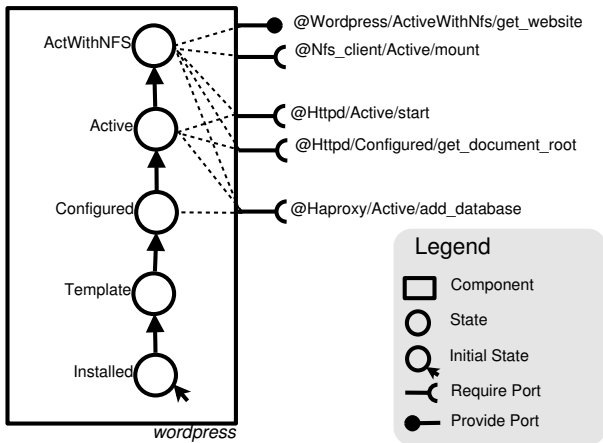 @Wordpress/ActiveWithNfs/get_website
ActWithNFS
@Nfs_client/Active/mount
@Httpd/Active/start
Active
@Httpd/Configured/get_document_root
Configured
@Haproxy/Active/add_database
Legend
Component
Template
State
Initial State
Installed
Require Port
Provide Port
wordpress